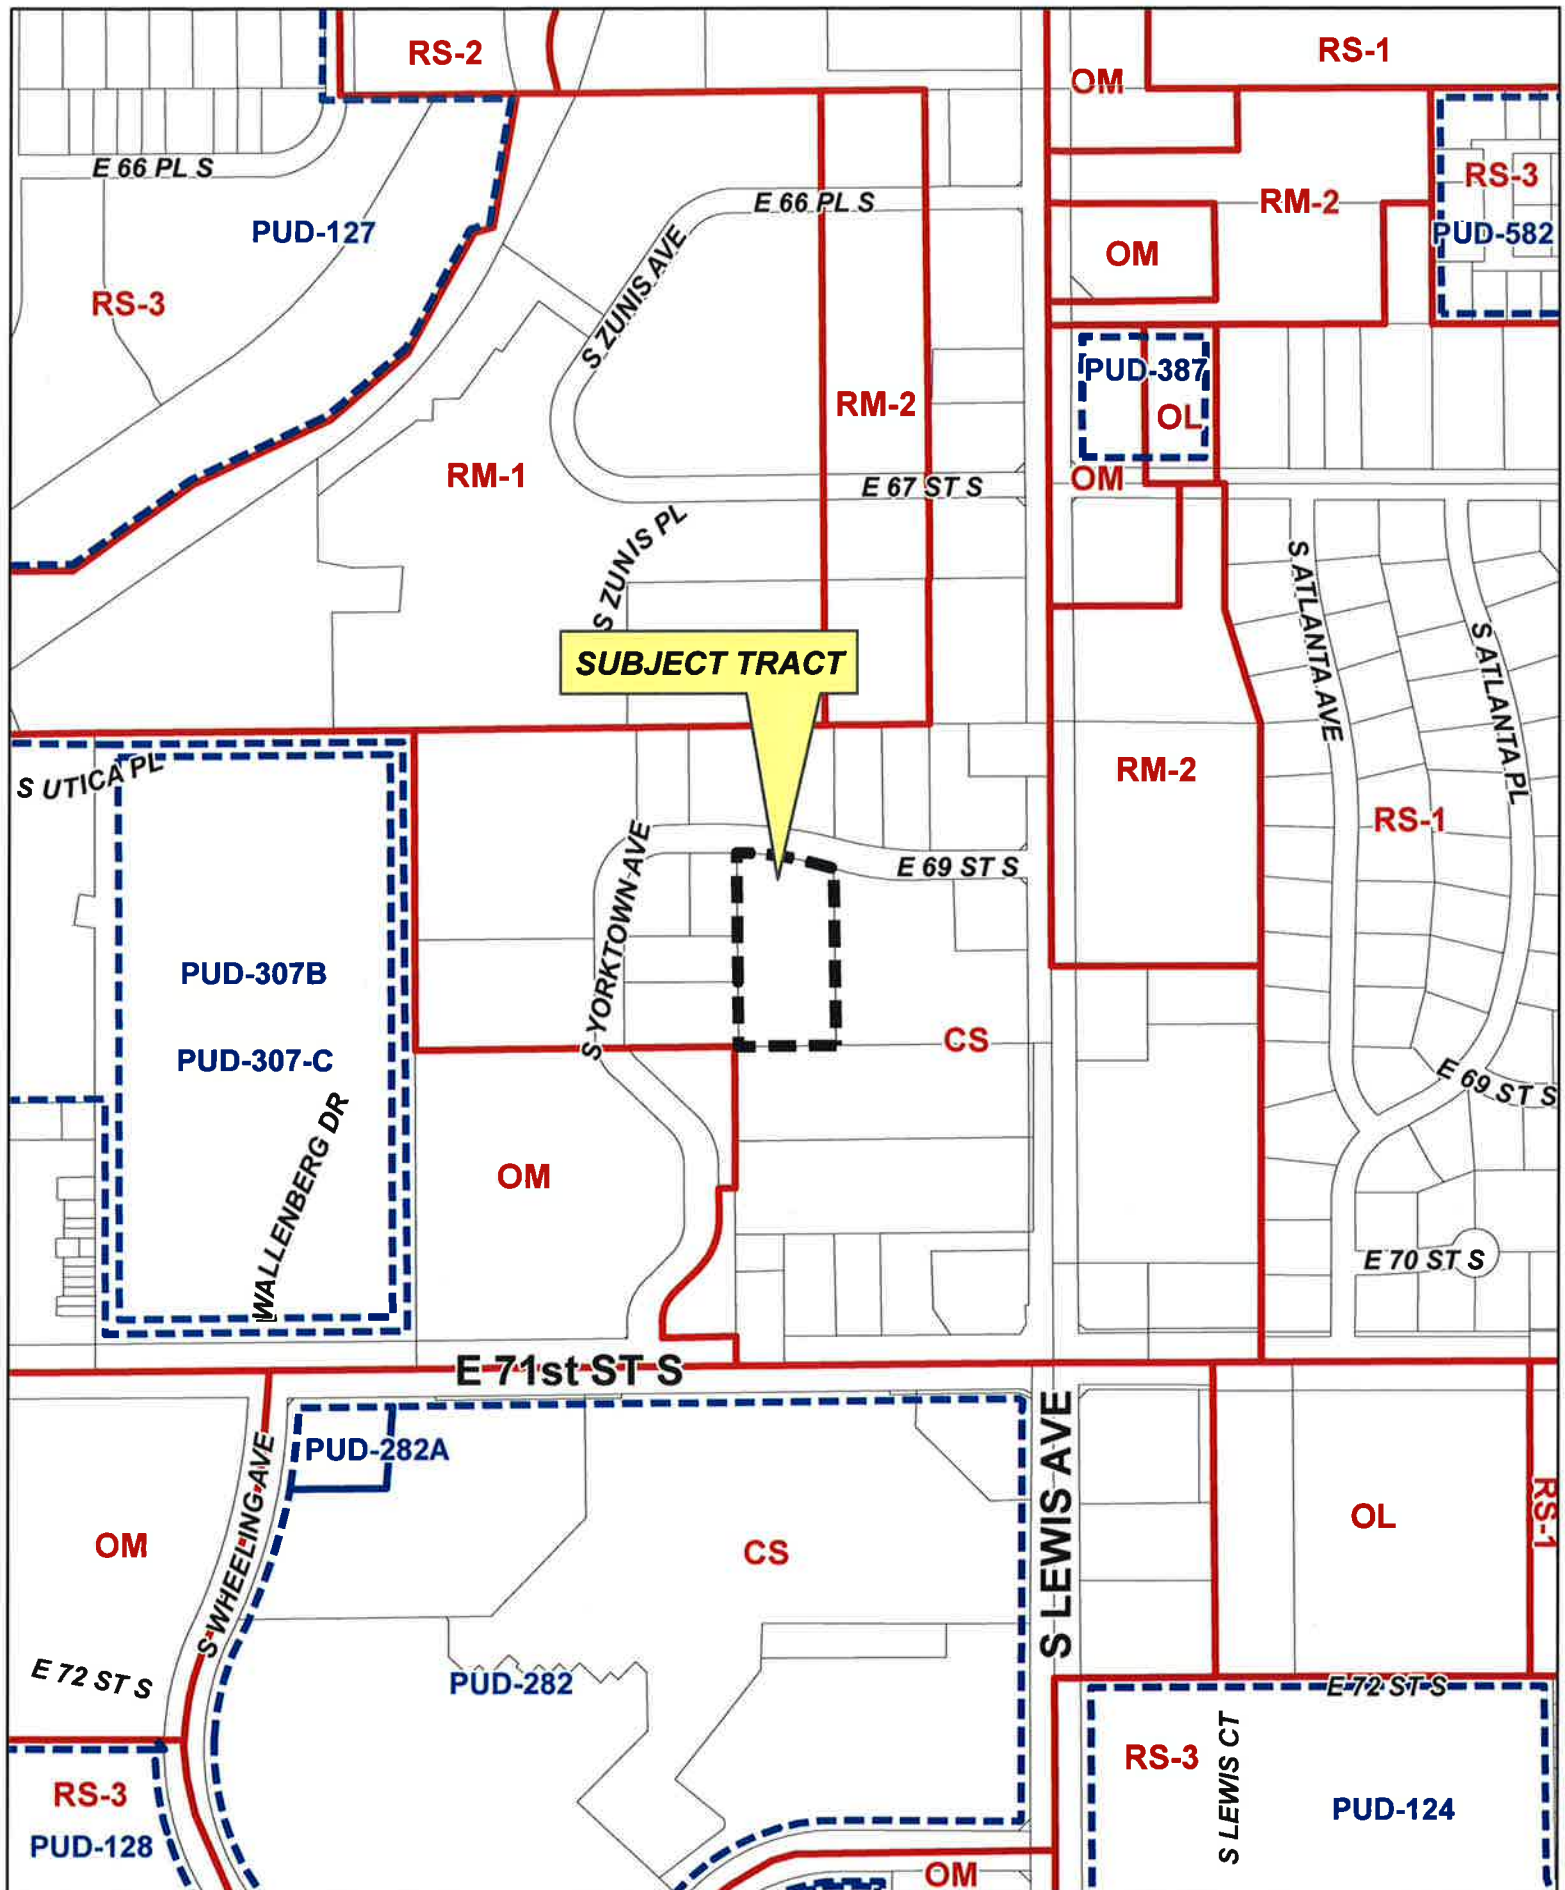 RS-2
RS-1
OM
E 66 PL S
RS-3
RM-2
E 66 PL S
PUD-127
PUD-582
OM
S ZUNIS AVE
RS-3
PUD-387
RM-2
OL
RM-1
OM
E 67 ST S
S ZUNIS PL
S ATLANTA AVE
S ATLANTA PL
SUBJECT TRACT
S UTICA PL
RM-2
RS-1
S YORKTOWN AVE
E 69 ST S
PUD-307B
CS
PUD-307-C
E 69 ST S
WALLENBERG DR
OM
E 70 ST S
E 71st ST S
S LEWIS AVE
PUD-282A
S WHEELING AVE
OM
CS
OL
RS-1
E 72 ST S
PUD-282
E 72 ST S
RS-3
S LEWIS CT
RS-3
PUD-124
PUD-128
OM